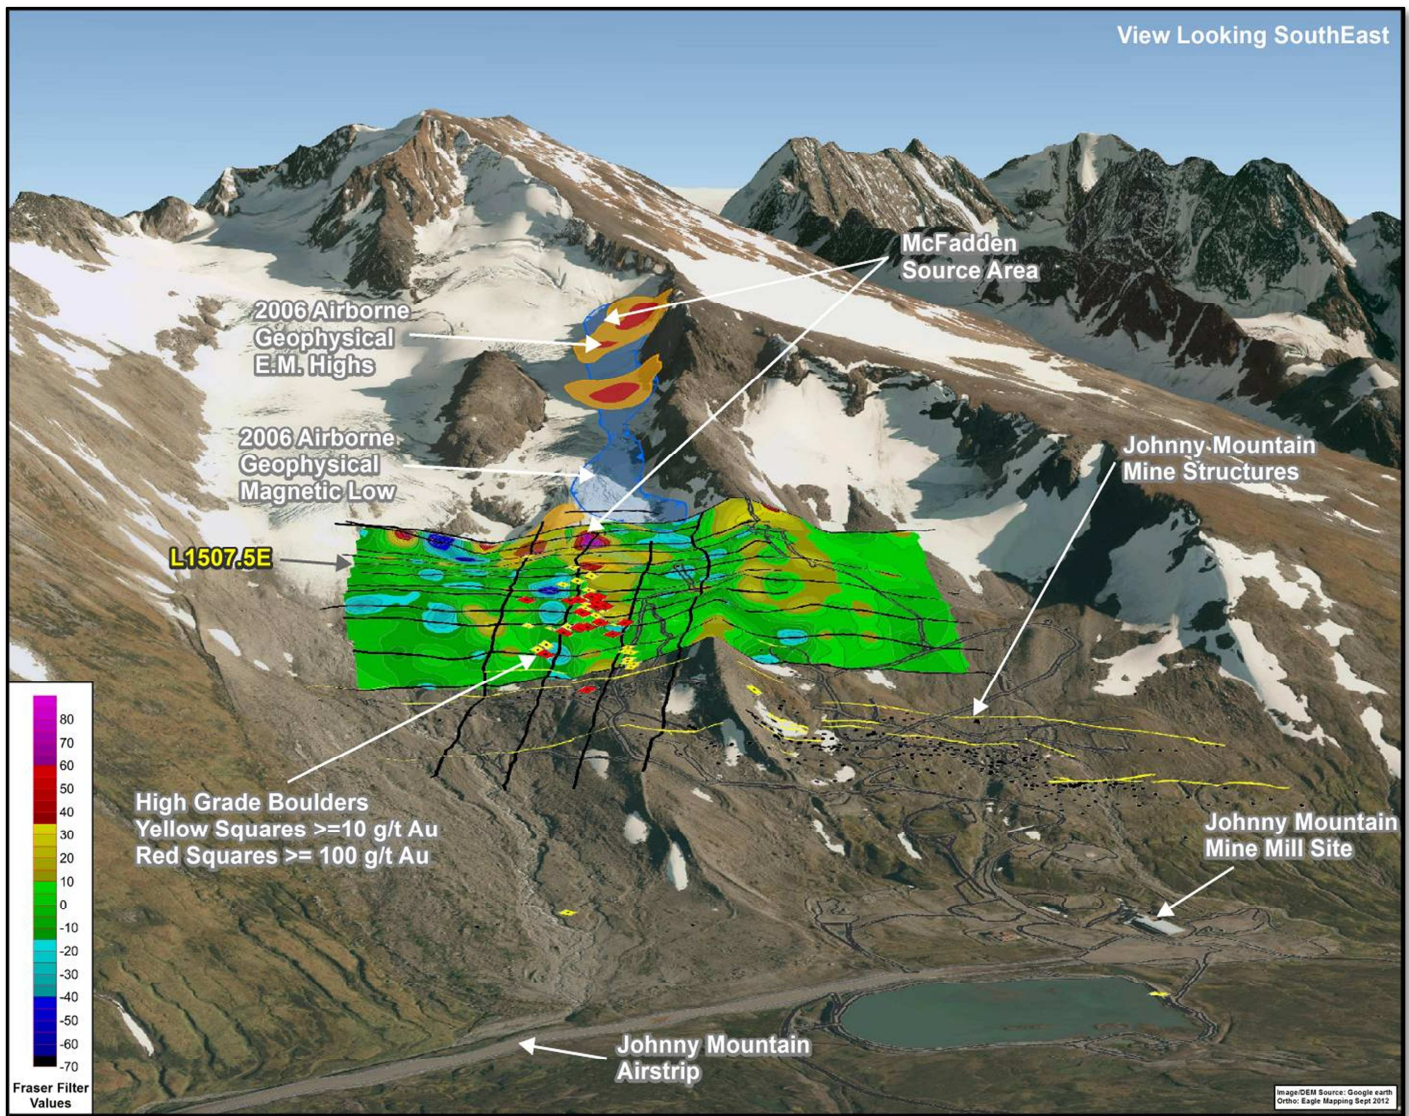 View Looking SouthEast
McFadden
Source Area
2006 Airborne
Geophysical
E.M. Highs
2006 Airborne
Geophysical
Magnetic Low
Johnny Mountain
Mine Structures
L1507.5E
High Grade Boulders
Yellow Squares >=10 g/t Au
Red Squares >= 100 g/t Au
Johnny Mountain
Mine Mill Site
Johnny Mountain
Airstrip
80
70
60
50
40
30
20
10
0
-10
-20
-30
-40
-50
-60
-70
Fraser Filter
Values
Image/DEM Source: Google earth
Ortho: Eagle Mapping Sept 2012